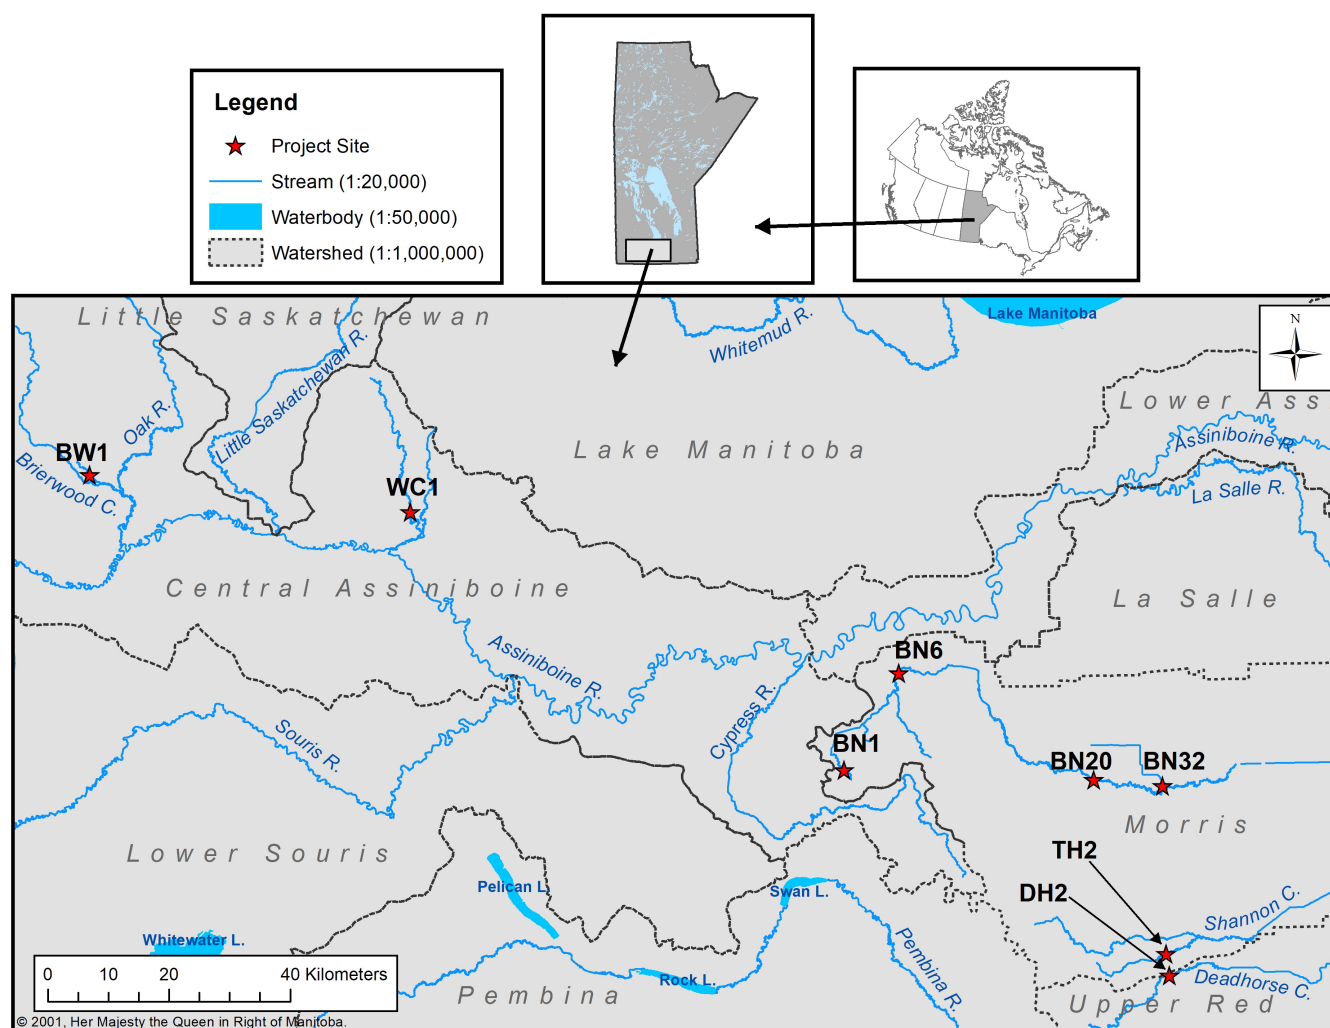 Legend
Project Site
Stream (1:20,000)
Waterbody (1:50,000)
Watershed (1:1,000,000)
Little Saskatchewan
Lake Manitoba
N
Whitemud R.
Little Saskatchewan R.
Oak R.
Lower Ass
Assiniboine R.
BW1
Brierwood C.
WC1
Lake Manitoba
La Salle R.
Central Assiniboine
La Salle
Assiniboine R.
BN6
Cypress R.
Souris R.
BN1
BN20
BN32
Morris
Lower Souris
TH2
DH2
Pelican L.
Swan L.
Shannon C.
Whitewater L.
Pembina R.
Rock L.
Deadhorse C.
Pembina
Upper Red
0 10 20 40 Kilometers
© 2001, Her Majesty the Queen in Right of Manitoba.